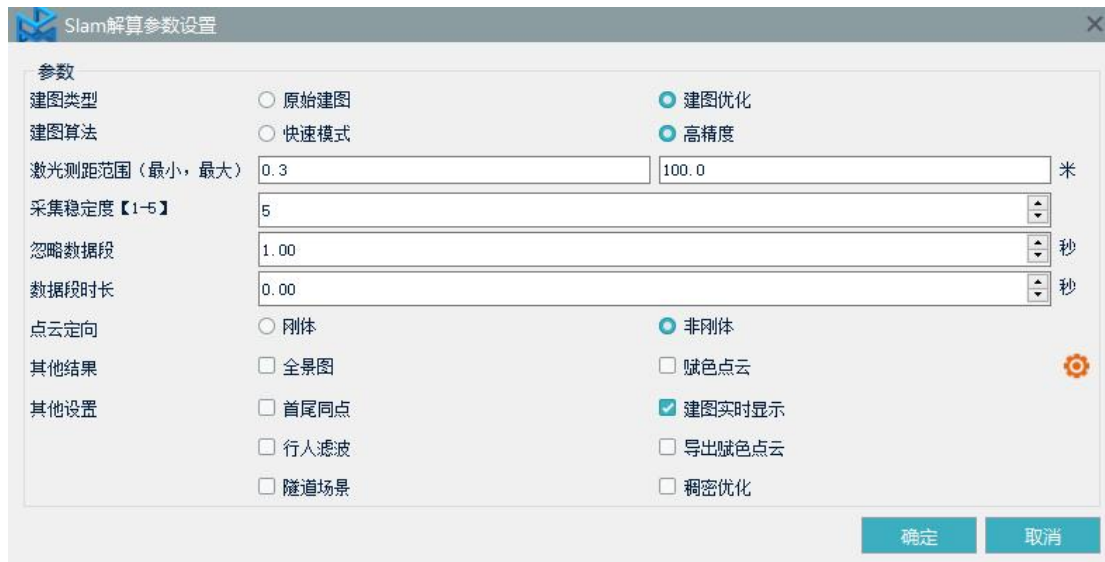 Slam解算参数设置
参数
建图类型 原始建图 建图优化
建图算法 快速模式 高精度
激光测距范围（最小，最大） 0.3 100.0 米
采集稳定度【1-5】 5
忽略数据段 1.00 秒
数据段时长 0.00 秒
点云定向 刚体 非刚体
其他结果 全景图 赋色点云
其他设置 首尾同点 建图实时显示
行人滤波 导出赋色点云
隧道场景 稠密优化
确定 取消